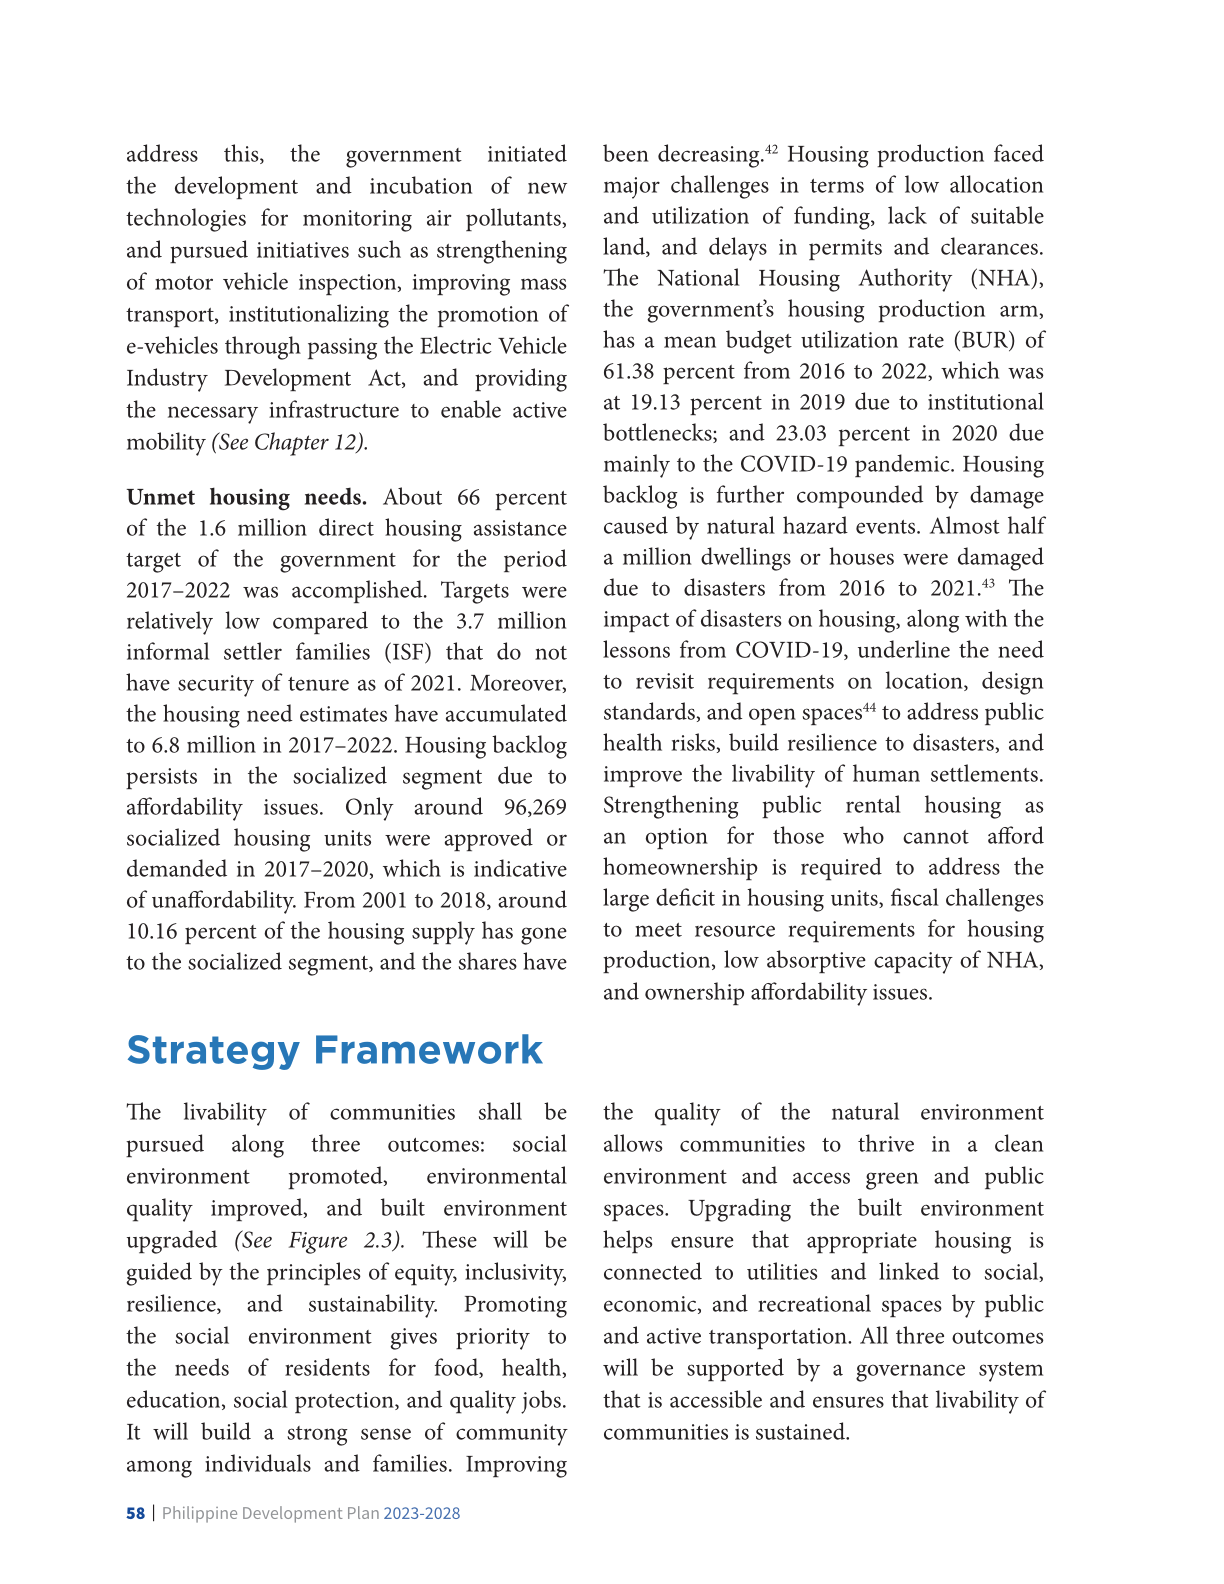 address this, the government initiated
the development and incubation of new
technologies for monitoring air pollutants,
and pursued initiatives such as strengthening
of motor vehicle inspection, improving mass
transport, institutionalizing the promotion of
e-vehicles through passing the Electric Vehicle
Industry Development Act, and providing
the necessary infrastructure to enable active
mobility (See Chapter 12).
Unmet housing needs. About 66 percent
of the 1.6 million direct housing assistance
target of the government for the period
2017–2022 was accomplished. Targets were
relatively low compared to the 3.7 million
informal settler families (ISF) that do not
have security of tenure as of 2021. Moreover,
the housing need estimates have accumulated
to 6.8 million in 2017–2022. Housing backlog
persists in the socialized segment due to
affordability issues. Only around 96,269
socialized housing units were approved or
demanded in 2017–2020, which is indicative
of unaffordability. From 2001 to 2018, around
10.16 percent of the housing supply has gone
to the socialized segment, and the shares have
been decreasing.42 Housing production faced
major challenges in terms of low allocation
and utilization of funding, lack of suitable
land, and delays in permits and clearances.
The National Housing Authority (NHA),
the government’s housing production arm,
has a mean budget utilization rate (BUR) of
61.38 percent from 2016 to 2022, which was
at 19.13 percent in 2019 due to institutional
bottlenecks; and 23.03 percent in 2020 due
mainly to the COVID-19 pandemic. Housing
backlog is further compounded by damage
caused by natural hazard events. Almost half
a million dwellings or houses were damaged
due to disasters from 2016 to 2021.43 The
impact of disasters on housing, along with the
lessons from COVID-19, underline the need
to revisit requirements on location, design
standards, and open spaces44 to address public
health risks, build resilience to disasters, and
improve the livability of human settlements.
Strengthening public rental housing as
an option for those who cannot afford
homeownership is required to address the
large deficit in housing units, fiscal challenges
to meet resource requirements for housing
production, low absorptive capacity of NHA,
and ownership affordability issues.
Strategy Framework
The livability of communities shall be
pursued along three outcomes: social
environment promoted, environmental
quality improved, and built environment
upgraded (See Figure 2.3). These will be
guided by the principles of equity, inclusivity,
resilience, and sustainability. Promoting
the social environment gives priority to
the needs of residents for food, health,
education, social protection, and quality jobs.
It will build a strong sense of community
among individuals and families. Improving
the quality of the natural environment
allows communities to thrive in a clean
environment and access green and public
spaces. Upgrading the built environment
helps ensure that appropriate housing is
connected to utilities and linked to social,
economic, and recreational spaces by public
and active transportation. All three outcomes
will be supported by a governance system
that is accessible and ensures that livability of
communities is sustained.
58 | Philippine Development Plan 2023-2028